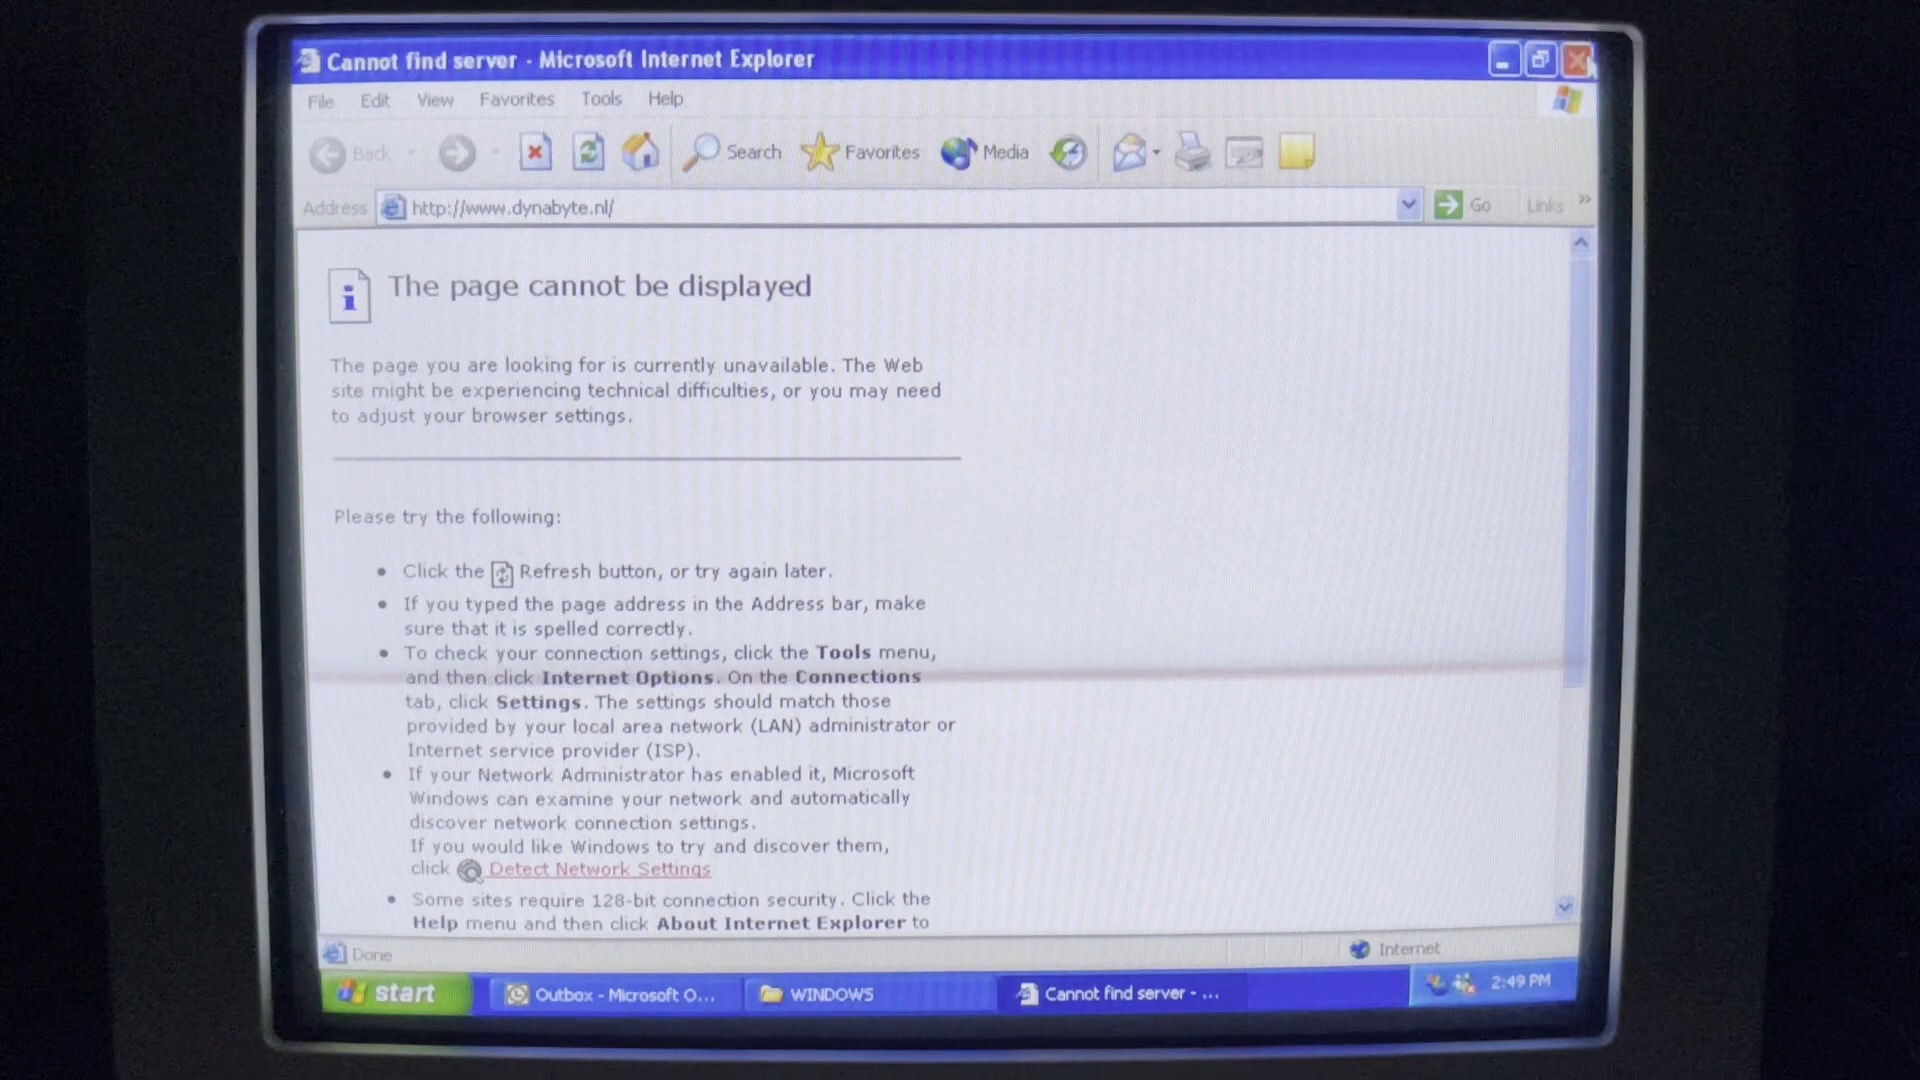 Cannot find server - Microsoft Internet Explorer
File Edit View Favorites Tools Help
Back Search Favorites Media
Address http://www.dynabyte.nl/ Go Links »
The page cannot be displayed
The page you are looking for is currently unavailable. The Web
site might be experiencing technical difficulties, or you may need
to adjust your browser settings.
Please try the following:
• Click the Refresh button, or try again later.
• If you typed the page address in the Address bar, make
sure that it is spelled correctly.
• To check your connection settings, click the Tools menu,
and then click Internet Options. On the Connections
tab, click Settings. The settings should match those
provided by your local area network (LAN) administrator or
Internet service provider (ISP).
• If your Network Administrator has enabled it, Microsoft
Windows can examine your network and automatically
discover network connection settings.
If you would like Windows to try and discover them,
click Detect Network Settings
• Some sites require 128-bit connection security. Click the
Help menu and then click About Internet Explorer to
Done Internet
start Outbox - Microsoft O... WINDOWS Cannot find server - ... 2:49 PM